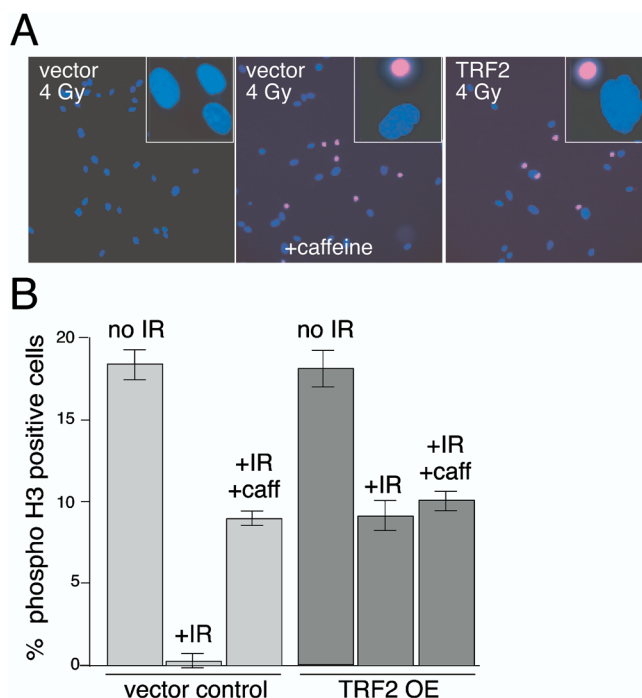 A
vector
4 Gy
vector
4 Gy
+caffeine
TRF2
4 Gy
B
% phospho H3 positive cells
20
15
10
5
0
no IR
+IR
+IR
+caff
no IR
+IR
+IR
+caff
vector control
TRF2 OE